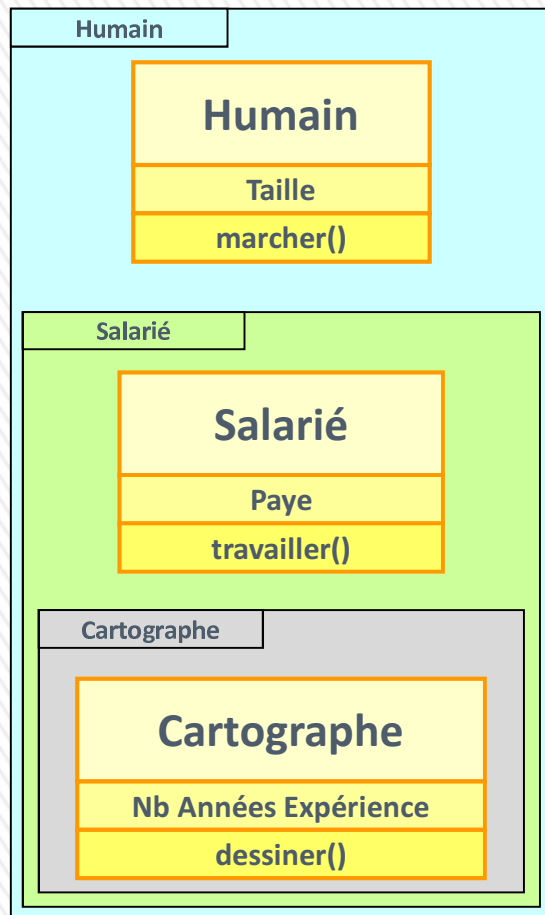 Humain
Humain
Taille
marcher()
Salarié
Salarié
Paye
travailler()
Cartographe
Cartographe
Nb Années Expérience
dessiner()